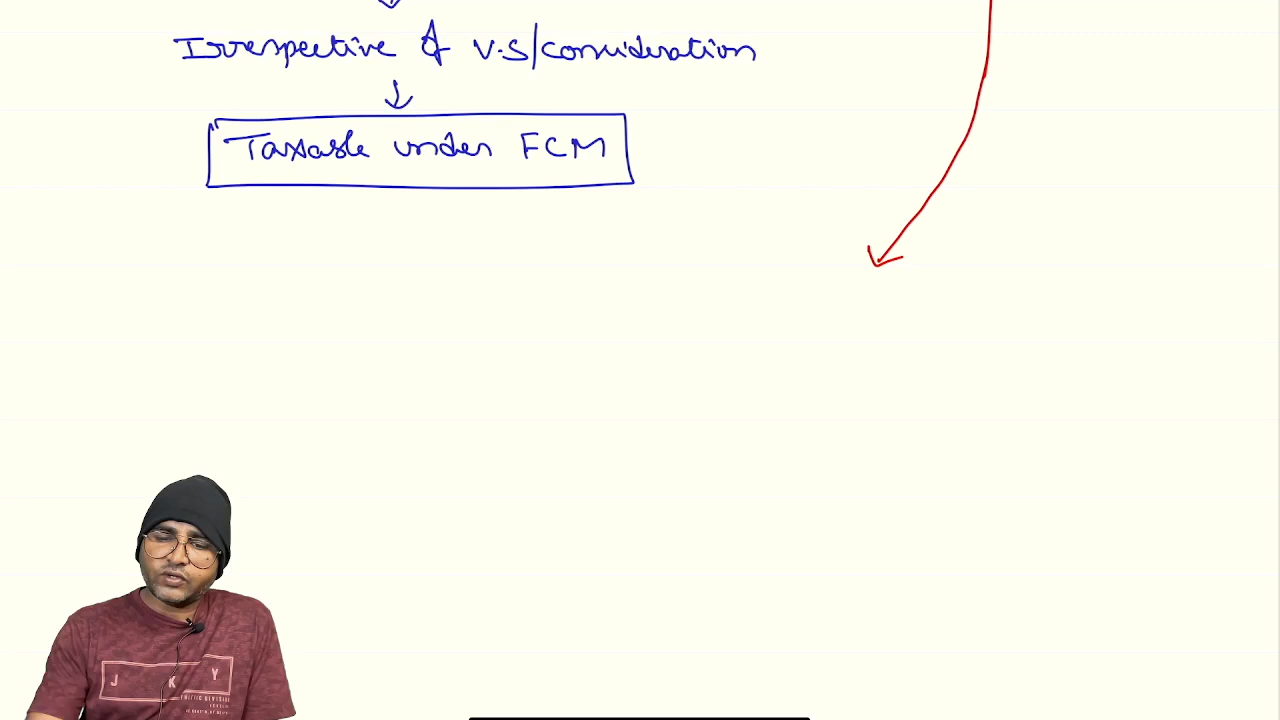 Irrespective of V.S/consideration
"Taxable under FCM
J K Y